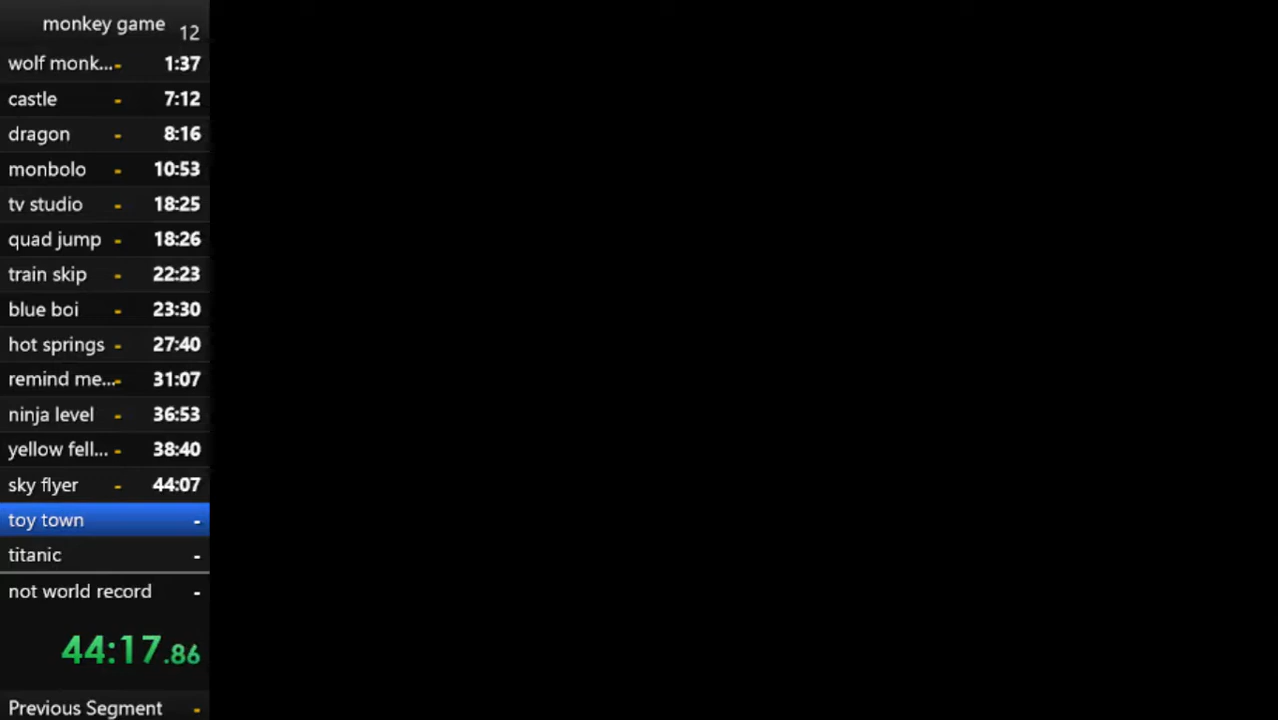 monkey game 12
wolf monk... - 1:37
castle - 7:12
dragon - 8:16
monbolo - 10:53
tv studio - 18:25
quad jump - 18:26
train skip - 22:23
blue boi - 23:30
hot springs - 27:40
remind me... - 31:07
ninja level - 36:53
yellow fell... - 38:40
sky flyer - 44:07
toy town -
titanic -
not world record -
44:17.86
Previous Segment -